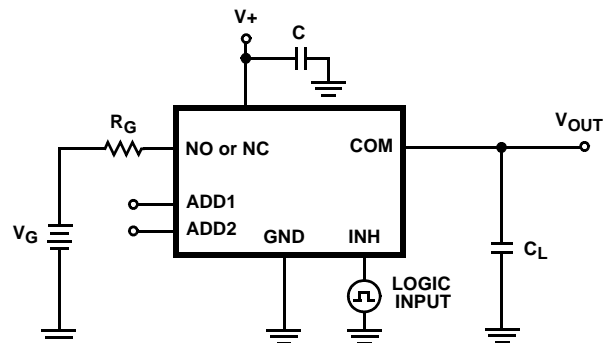 V+
C
RG
NO or NC
COM
VOUT
ADD1
ADD2
VG
GND
INH
CL
LOGIC
INPUT